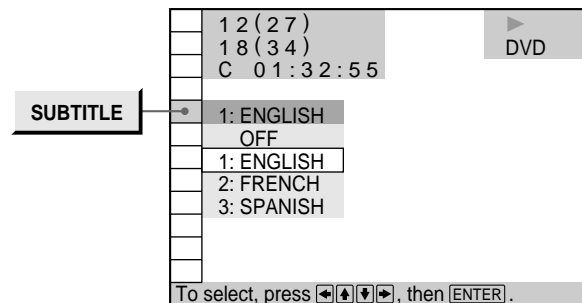 12(27)
18(34)
C 01:32:55
DVD
SUBTITLE
1: ENGLISH
OFF
1: ENGLISH
2: FRENCH
3: SPANISH
To select, press ←↑↓→, then ENTER.